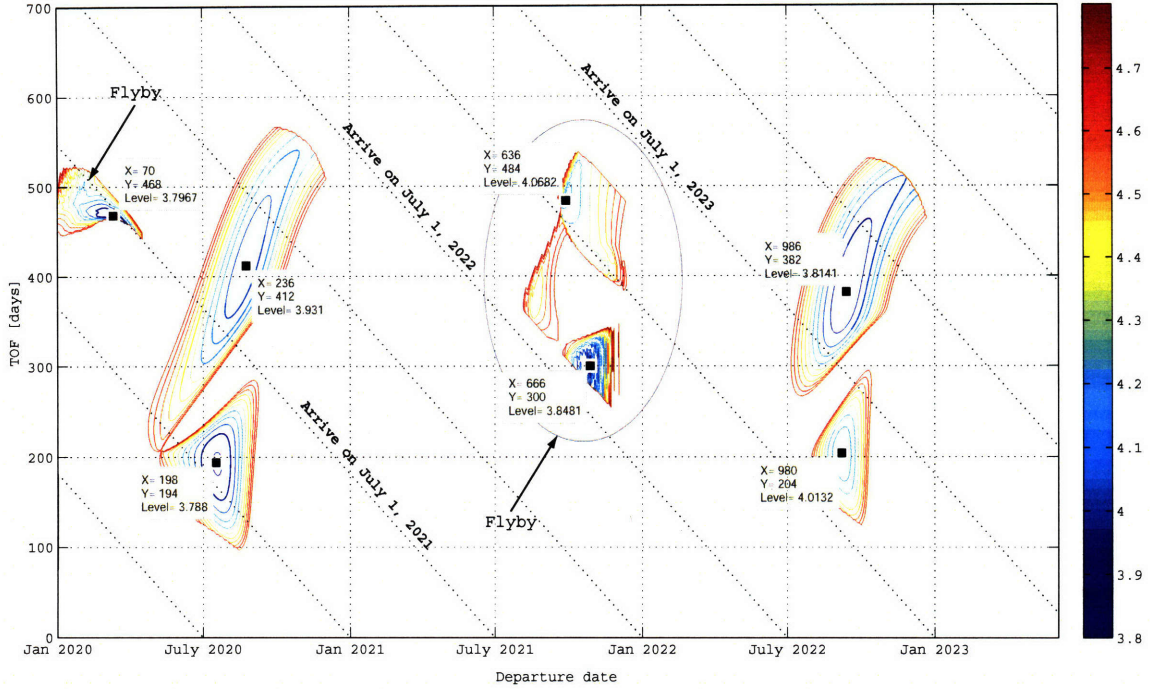 700
600
500
400
300
200
100
0
TOF [days]
Jan 2020
July 2020
Jan 2021
July 2021
Jan 2022
July 2022
Jan 2023
Departure date
Flyby
X= 70
Y= 468
Level= 3.7967
X= 236
Y= 412
Level= 3.931
X= 198
Y= 194
Level= 3.788
Arrive on July 1, 2021
Arrive on July 1, 2022
Arrive on July 1, 2023
X= 636
Y= 484
Level= 4.0682
X= 666
Y= 300
Level= 3.8481
Flyby
X= 986
Y= 382
Level= 3.8141
X= 980
Y= 204
Level= 4.0132
4.7
4.6
4.5
4.4
4.3
4.2
4.1
4
3.9
3.8